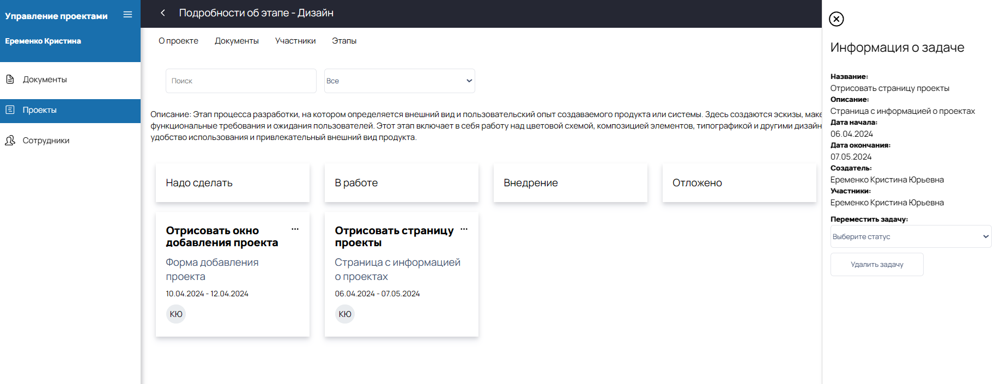 Управление проектами
Еременко Кристина
Документы
Проекты
Сотрудники
Подробности об этапе - Дизайн
О проекте
Документы
Участники
Этапы
Поиск
Все
Описание: Этап процесса разработки, на котором определяется внешний вид и пользовательский опыт создаваемого продукта или системы. Здесь создаются эскизы, маке
функциональные требования и ожидания пользователей. Этот этап включает в себя работу над цветовой схемой, композицией элементов, типографикой и другими дизайн
удобство использования и привлекательный внешний вид продукта.
Надо сделать
В работе
Внедрение
Отложено
Отрисовать окно
добавления проекта
Форма добавления
проекта
10.04.2024 - 12.04.2024
КЮ
Отрисовать страницу
проекты
Страница с информацией
о проектах
06.04.2024 - 07.05.2024
КЮ
Информация о задаче
Название:
Отрисовать страницу проекты
Описание:
Страница с информацией о проектах
Дата начала:
06.04.2024
Дата окончания:
07.05.2024
Создатель:
Еременко Кристина Юрьевна
Участники:
Еременко Кристина Юрьевна
Переместить задачу:
Выберите статус
Удалить задачу